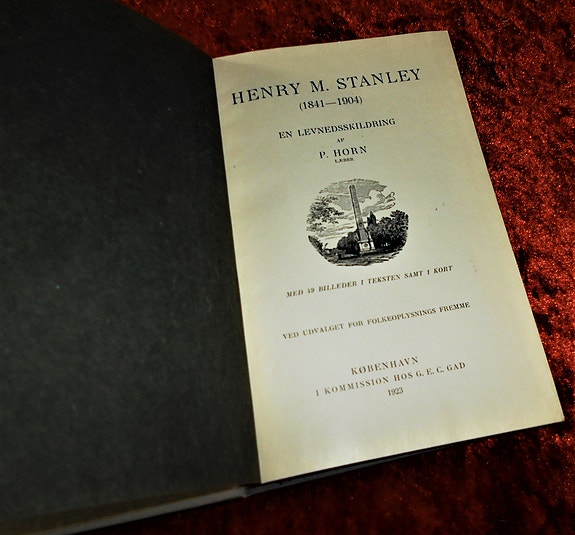 HENRY M. STANLEY
(1841—1904)
EN LEVNEDSSKILDRING
AF
P. HORN
LÆRER
MED 49 BILLEDER I TEKSTEN SAMT 1 KORT
VED UDVALGET FOR FOLKEOPLYSNINGS FREMME
KØBENHAVN
I KOMMISSION HOS G. E. C. GAD
1923